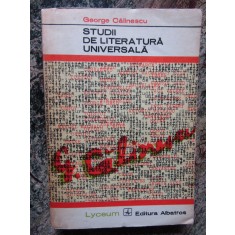 George Călinescu
STUDII
DE LITERATURĂ
UNIVERSALĂ
G. Călinescu
Lyceum Editura Albatros